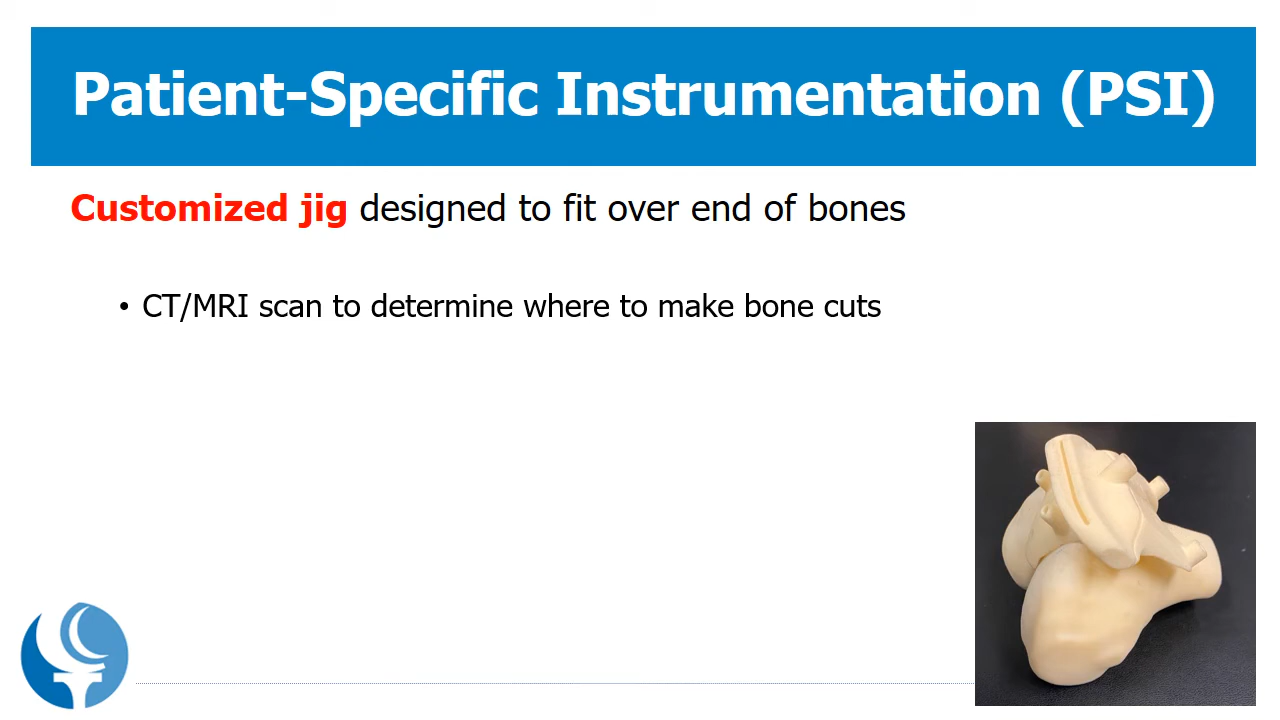 Patient-Specific Instrumentation (PSI)
Customized jig designed to fit over end of bones
• CT/MRI scan to determine where to make bone cuts